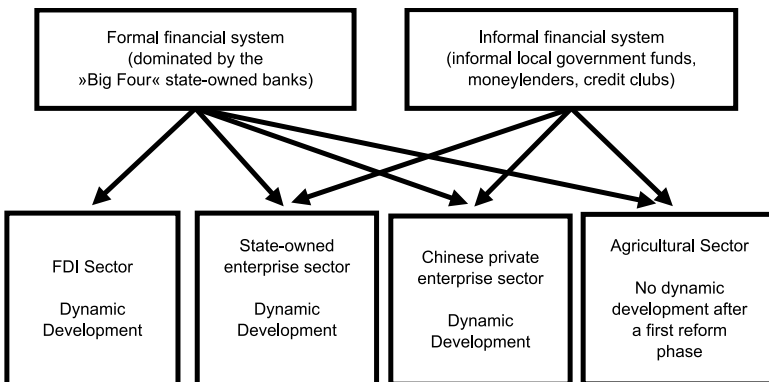 Formal financial system
(dominated by the
»Big Four« state-owned banks)
Informal financial system
(informal local government funds,
moneylenders, credit clubs)
FDI Sector
Dynamic
Development
State-owned
enterprise sector
Dynamic
Development
Chinese private
enterprise sector
Dynamic
Development
Agricultural Sector
No dynamic
development after
a first reform
phase